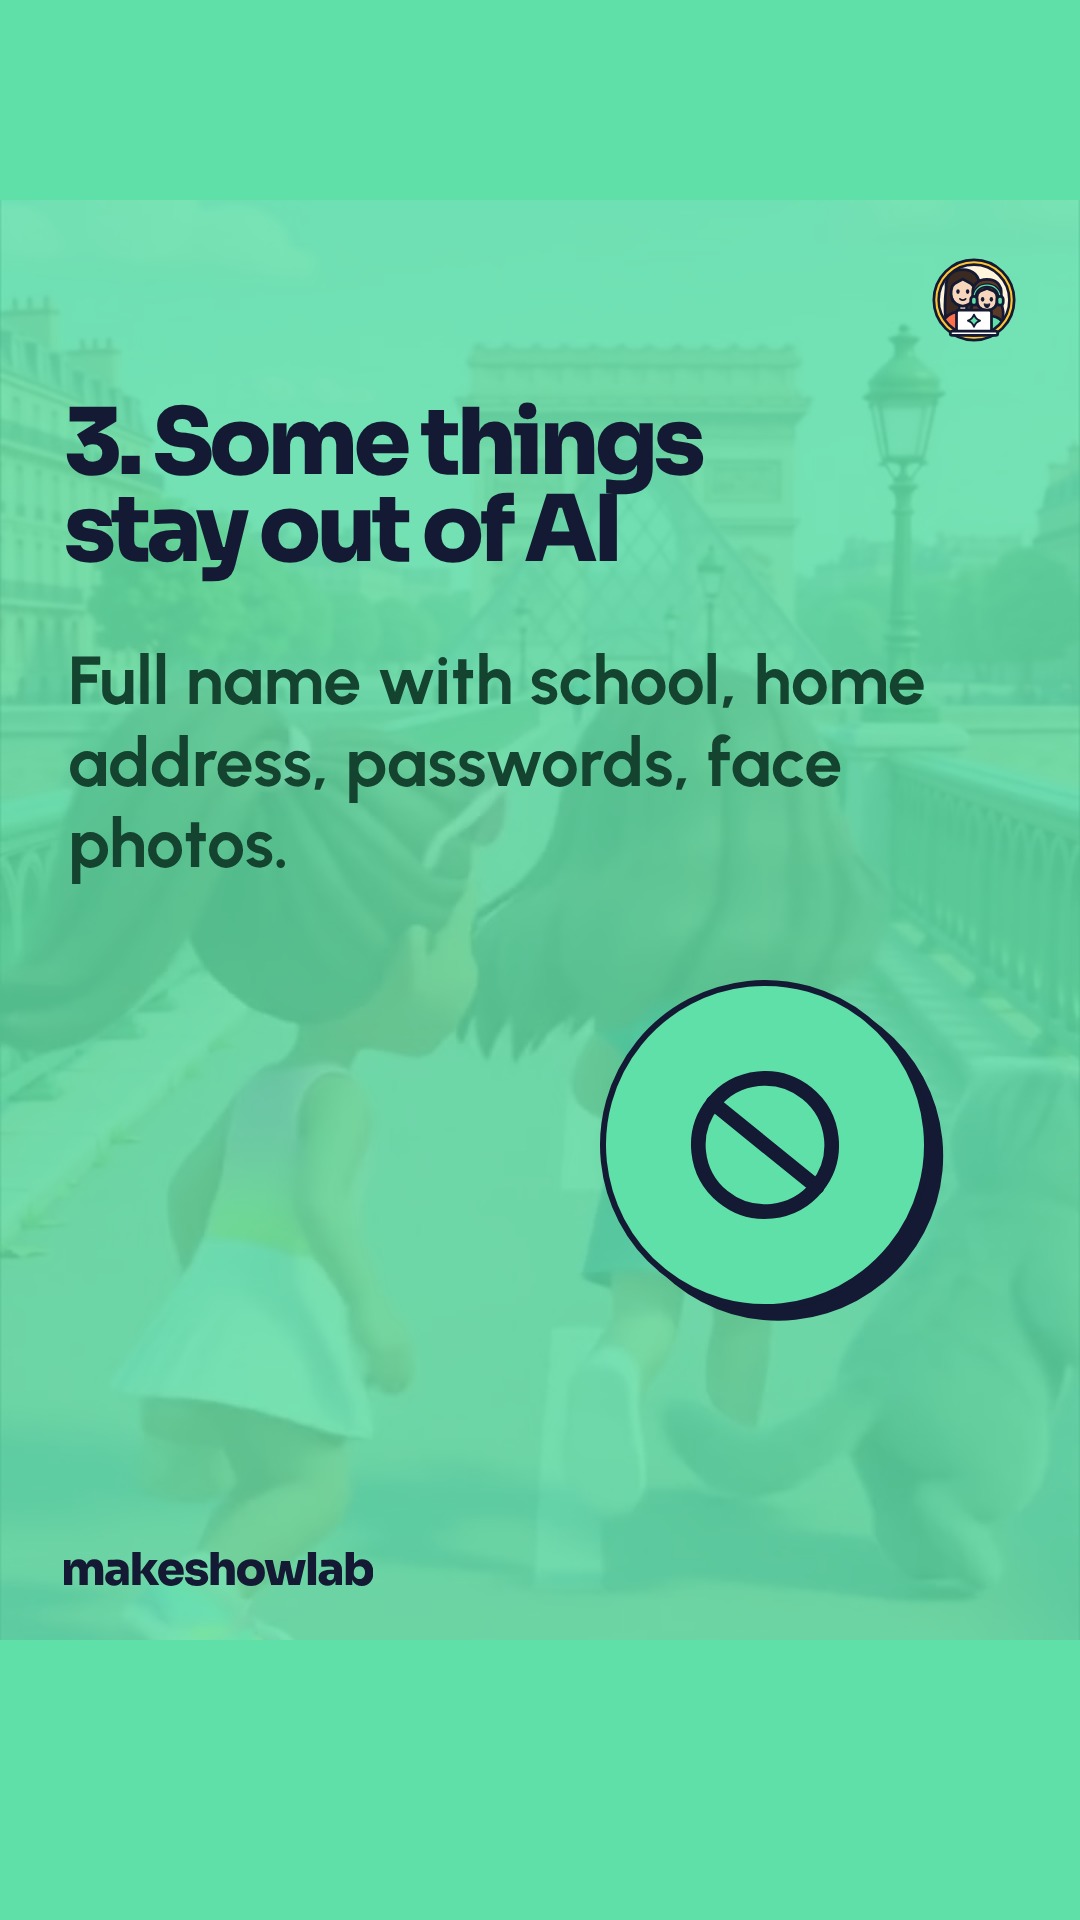 3. Some things
stay out of AI
Full name with school, home
address, passwords, face
photos.
makeshowlab